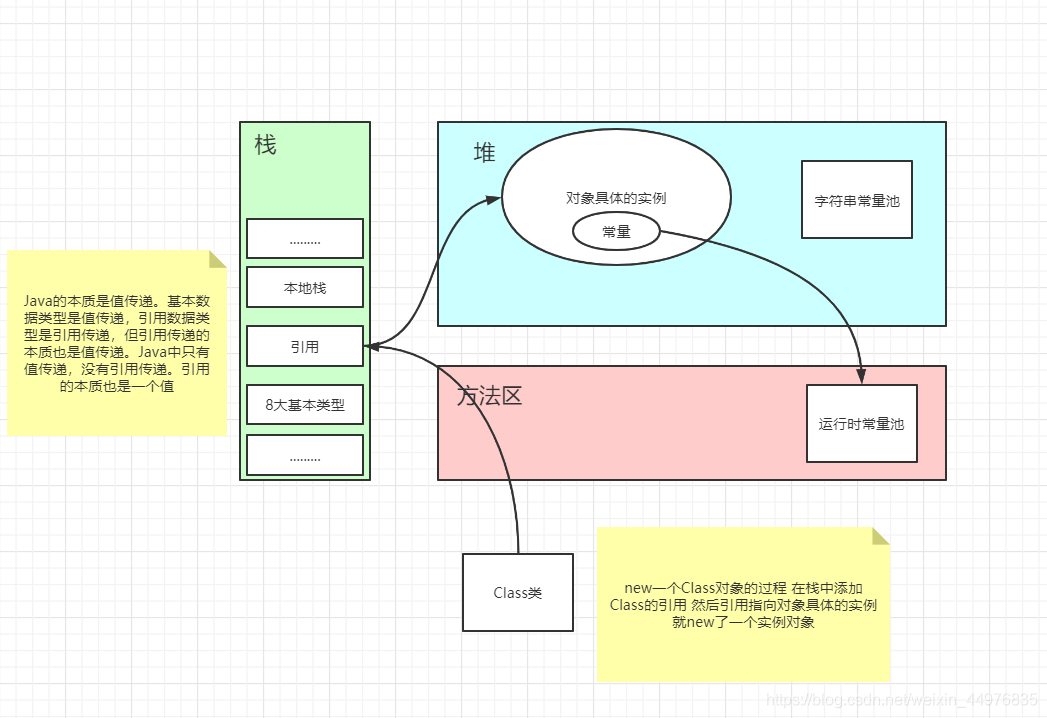 栈
.........
本地栈
引用
8大基本类型
.........
堆
对象具体的实例
常量
字符串常量池
方法区
运行时常量池
Java的本质是值传递。基本数
据类型是值传递，引用数据类
型是引用传递，但引用传递的
本质也是值传递。Java中只有
值传递，没有引用传递。引用
的本质也是一个值
Class类
new一个Class对象的过程 在栈中添加
Class的引用 然后引用指向对象具体的实例
就new了一个实例对象
https://blog.csdn.net/weixin_44976835